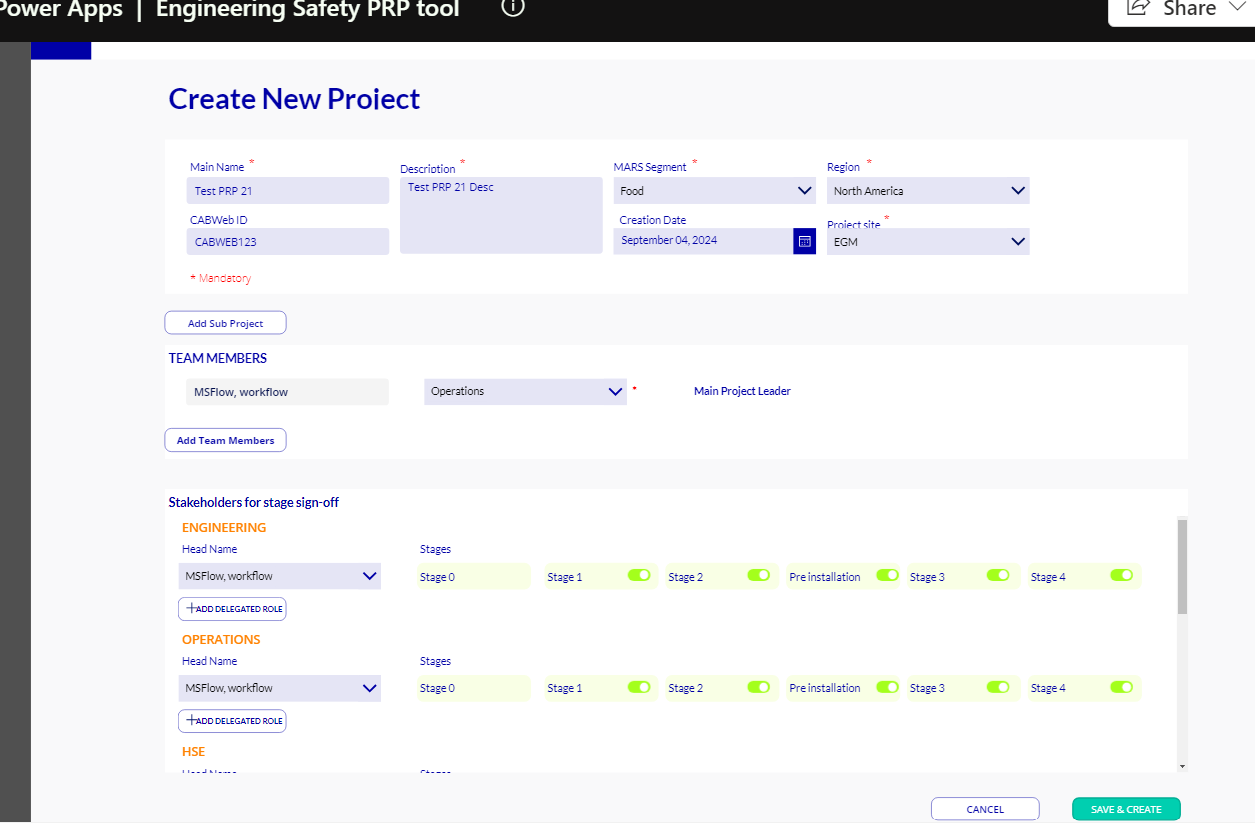 Power Apps | Engineering Safety PRP tool
Share
Create New Project
Main Name *
Description *
MARS Segment *
Region *
Test PRP 21
Test PRP 21 Desc
Food
North America
CABWeb ID
Creation Date
Project site *
CABWEB123
September 04, 2024
EGM
* Mandatory
Add Sub Project
TEAM MEMBERS
MSFlow, workflow
Operations
*
Main Project Leader
Add Team Members
Stakeholders for stage sign-off
ENGINEERING
Head Name
Stages
MSFlow, workflow
Stage 0
Stage 1
Stage 2
Pre installation
Stage 3
Stage 4
+ADD DELEGATED ROLE
OPERATIONS
Head Name
Stages
MSFlow, workflow
Stage 0
Stage 1
Stage 2
Pre installation
Stage 3
Stage 4
+ADD DELEGATED ROLE
HSE
Head Name
Stages
CANCEL
SAVE & CREATE